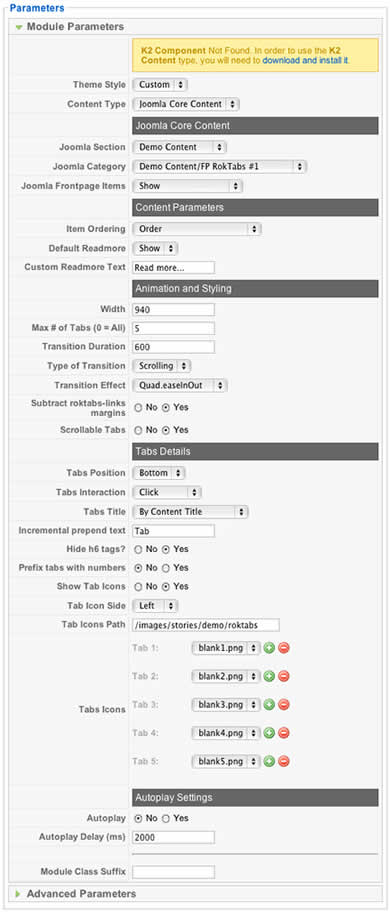 Parameters
Module Parameters
K2 Component Not Found. In order to use the K2
Content type, you will need to download and install it.
Theme Style Custom
Content Type Joomla Core Content
Joomla Core Content
Joomla Section Demo Content
Joomla Category Demo Content/FP RokTabs #1
Joomla Frontpage Items Show
Content Parameters
Item Ordering Order
Default Readmore Show
Custom Readmore Text Read more...
Animation and Styling
Width 940
Max # of Tabs (0 = All) 5
Transition Duration 600
Type of Transition Scrolling
Transition Effect Quad.easeInOut
Subtract roktabs-links
margins No Yes
Scrollable Tabs No Yes
Tabs Details
Tabs Position Bottom
Tabs Interaction Click
Tabs Title By Content Title
Incremental prepend text Tab
Hide h6 tags? No Yes
Prefix tabs with numbers No Yes
Show Tab Icons No Yes
Tab Icon Side Left
Tab Icons Path /images/stories/demo/roktabs
Tabs Icons
Tab 1: blank1.png
Tab 2: blank2.png
Tab 3: blank3.png
Tab 4: blank4.png
Tab 5: blank5.png
Autoplay Settings
Autoplay No Yes
Autoplay Delay (ms) 2000
Module Class Suffix
Advanced Parameters